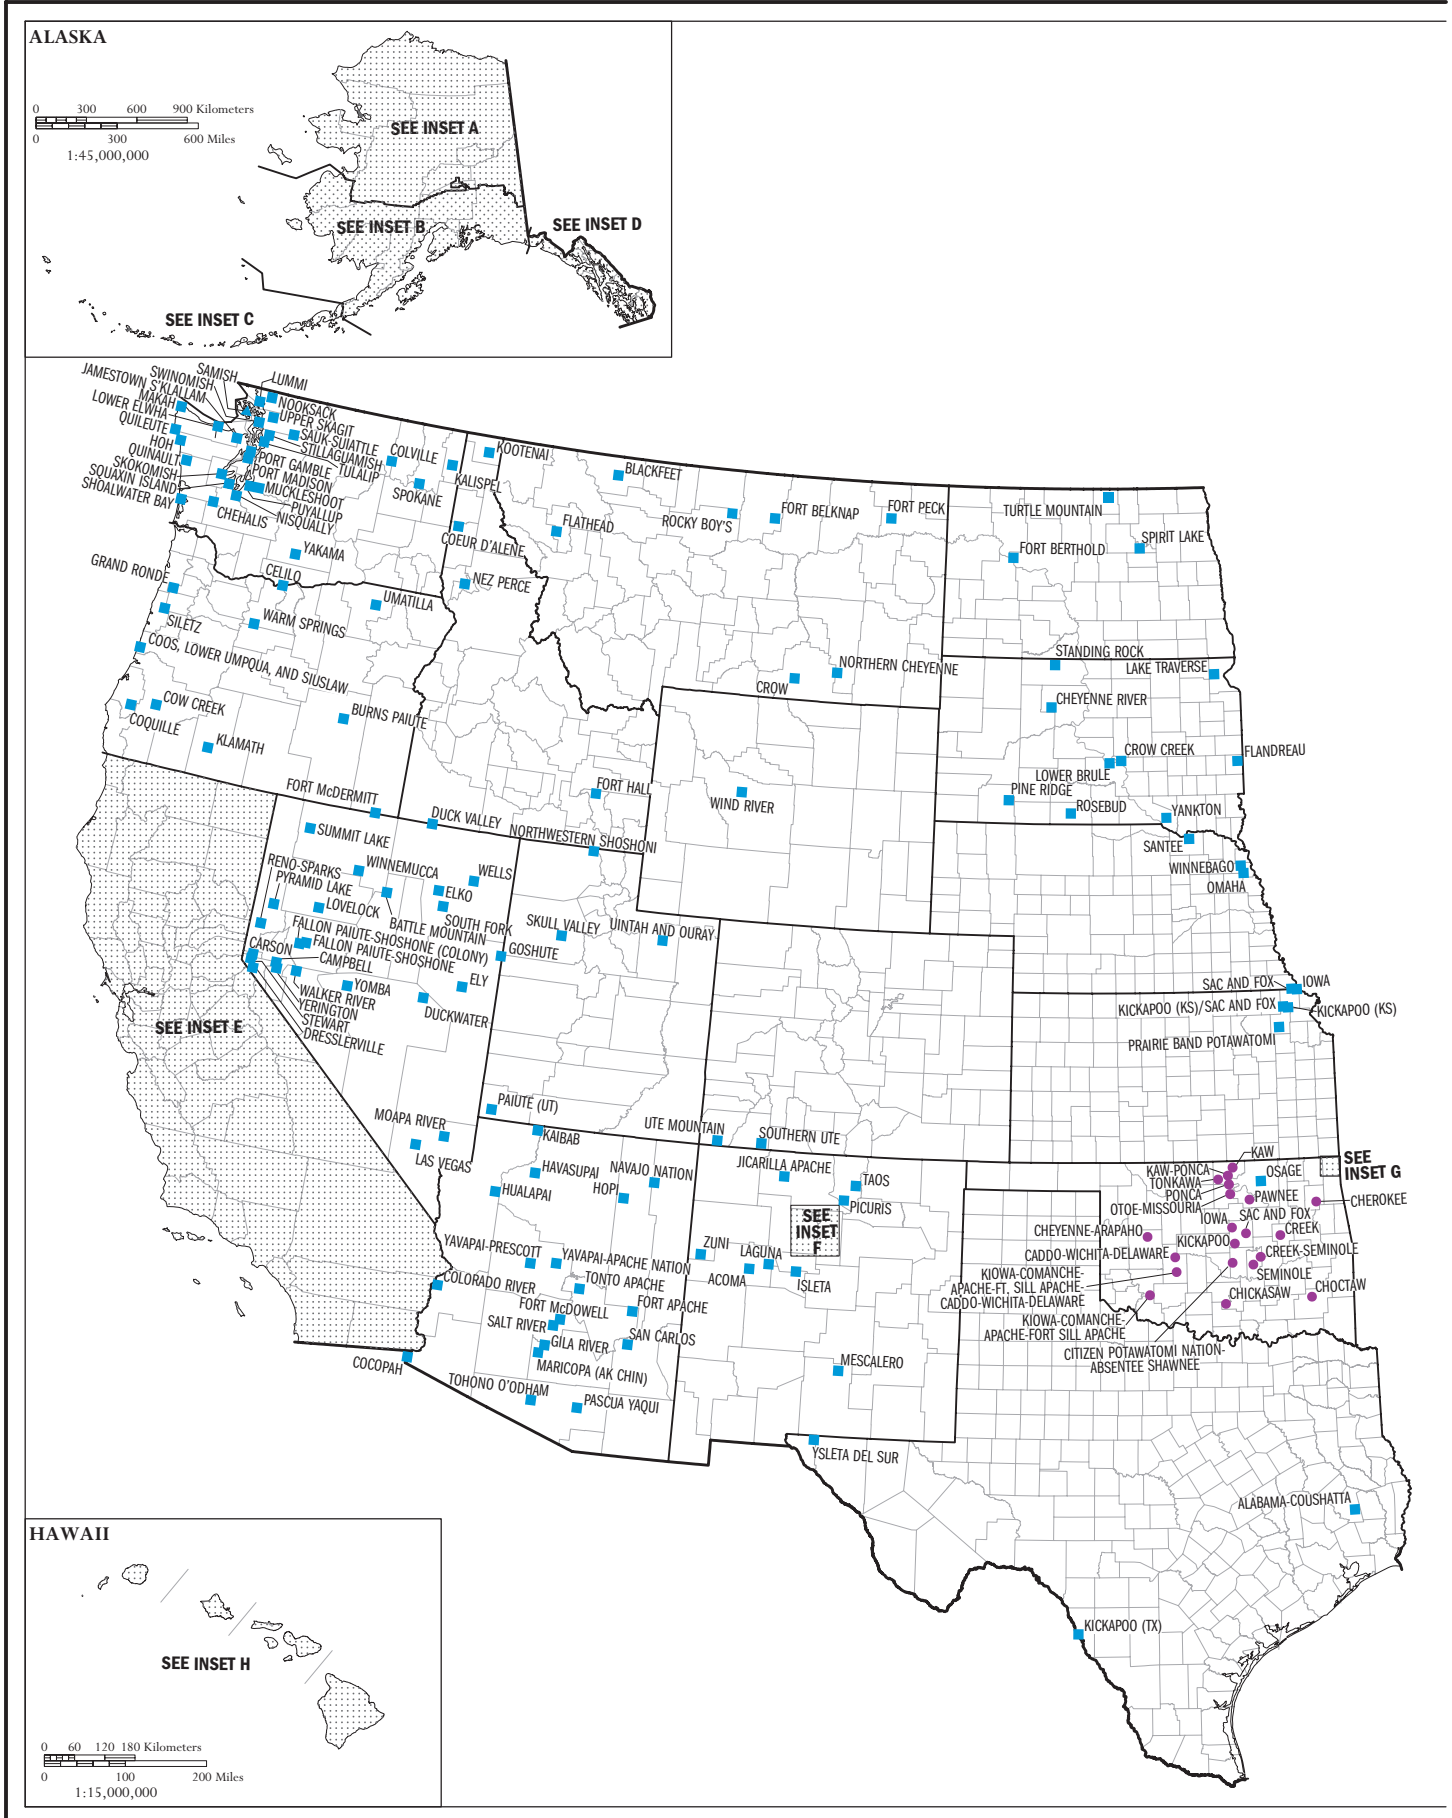 ALASKA
0 300 600 900 Kilometers
0 300 600 Miles
1:45,000,000
SEE INSET A
SEE INSET B
SEE INSET D
SEE INSET C
SAMISH
SWINOMISH
JAMESTOWN S'KLALLAM
MAKAH
LOWER ELWHA
QUILEUTE
HOH
QUINAULT
SKOKOMISH
SQUAXIN ISLAND
SHOALWATER BAY
LUMMI
NOOKSACK
UPPER SKAGIT
SAUK-SUIATTLE
STILLAGUAMISH
TULALIP
PORT GAMBLE
PORT MADISON
MUCKLESHOOT
PUYALLUP
NISQUALLY
CHEHALIS
COLVILLE
SPOKANE
KALISPEL
KOOTENAI
COEUR D'ALENE
NEZ PERCE
YAKAMA
CELILO
BLACKFEET
FLATHEAD
ROCKY BOY'S
FORT BELKNAP
FORT PECK
TURTLE MOUNTAIN
FORT BERTHOLD
SPIRIT LAKE
GRAND RONDE
SILETZ
WARM SPRINGS
UMATILLA
COOS, LOWER UMPQUA, AND SIUSLAW
COW CREEK
COQUILLE
KLAMATH
BURNS PAIUTE
CROW
NORTHERN CHEYENNE
STANDING ROCK
LAKE TRAVERSE
CHEYENNE RIVER
CROW CREEK
LOWER BRULE
FLANDREAU
PINE RIDGE
ROSEBUD
YANKTON
SANTEE
WINNEBAGO
OMAHA
FORT McDERMITT
DUCK VALLEY
NORTHWESTERN SHOSHONI
FORT HALL
WIND RIVER
SUMMIT LAKE
RENO-SPARKS
PYRAMID LAKE
WINNEMUCCA
WELLS
LOVELOCK
ELKO
SOUTH FORK
BATTLE MOUNTAIN
FALLON PAIUTE-SHOSHONE (COLONY)
FALLON PAIUTE-SHOSHONE
CARSON
CAMPBELL
WALKER RIVER
YERINGTON
STEWART
DRESSLERVILLE
YOMBA
ELY
DUCKWATER
GOSHUTE
SKULL VALLEY
UINTAH AND OURAY
SEE INSET E
SAC AND FOX
IOWA
KICKAPOO (KS)/SAC AND FOX
KICKAPOO (KS)
PRAIRIE BAND POTAWATOMI
MOAPA RIVER
LAS VEGAS
PAIUTE (UT)
KAIBAB
UTE MOUNTAIN
SOUTHERN UTE
HAVASUPAI
NAVAJO NATION
HOPI
HUALAPAI
JICARILLA APACHE
TAOS
PICURIS
SEE
INSET
F
YAVAPAI-PRESCOTT
YAVAPAI-APACHE NATION
TONTO APACHE
COLORADO RIVER
FORT McDOWELL
FORT APACHE
SALT RIVER
SAN CARLOS
GILA RIVER
MARICOPA (AK CHIN)
COCOPAH
TOHONO O'ODHAM
PASCUA YAQUI
ZUNI
LAGUNA
ACOMA
ISLETA
MESCALERO
YSLETA DEL SUR
KAW
KAW-PONCA
TONKAWA
PONCA
OTOE-MISSOURIA
OSAGE
PAWNEE
SEE
INSET G
CHEROKEE
IOWA
SAC AND FOX
CREEK
CHEYENNE-ARAPAHO
KICKAPOO
CREEK-SEMINOLE
CADDO-WICHITA-DELAWARE
SEMINOLE
KIOWA-COMANCHE-
APACHE-FT. SILL APACHE-
CADDO-WICHITA-DELAWARE
CHICKASAW
CHOCTAW
KIOWA-COMANCHE-
APACHE-FORT SILL APACHE
CITIZEN POTAWATOMI NATION-
ABSENTEE SHAWNEE
ALABAMA-COUSHATTA
KICKAPOO (TX)
HAWAII
SEE INSET H
0 60 120 180 Kilometers
0 100 200 Miles
1:15,000,000